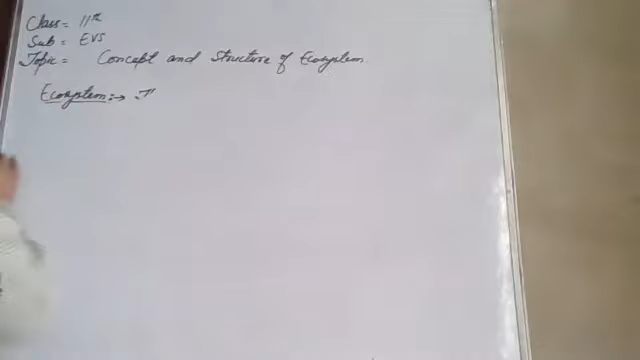 Class = 11th
Sub = EVS
Topic = Concept and Structure of Ecosystem
Ecosystem :→